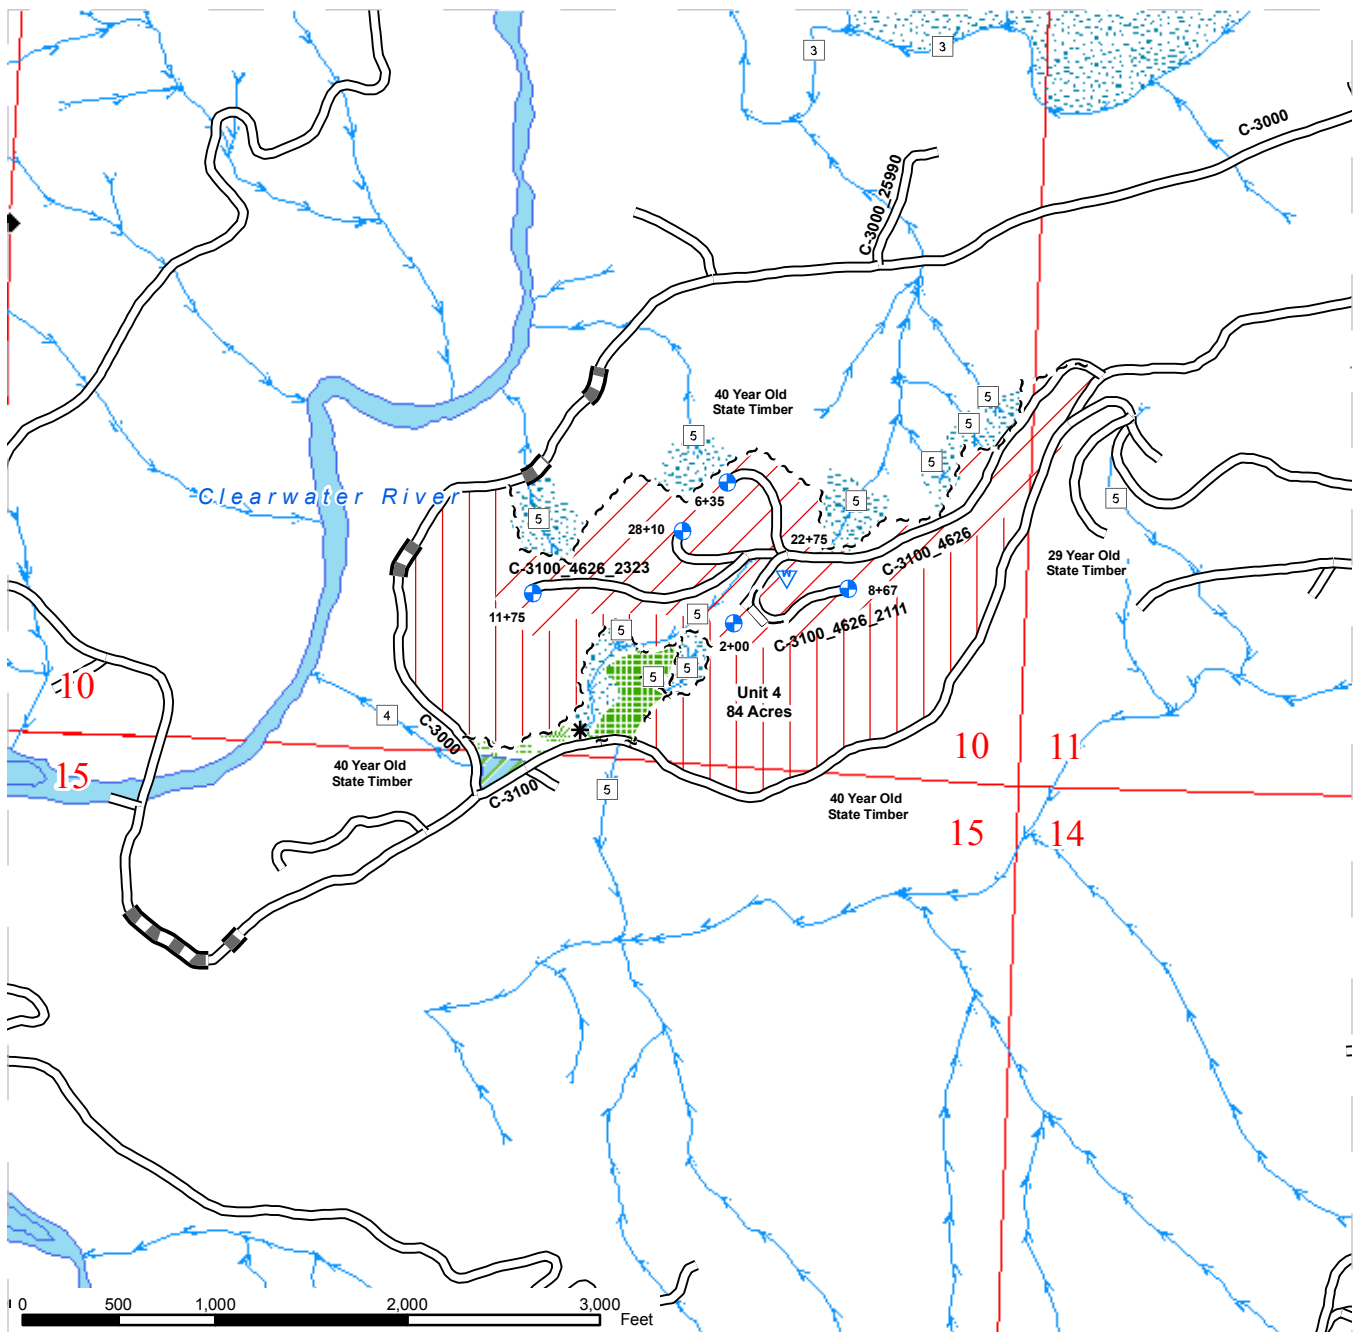 3
3
C-3000
C-3000_25990
40 Year Old
State Timber
5
5
5
5
5
5
5
5
Clearwater River
6+35
28+10
22+75
C-3100_4626
C-3100_4626_2323
29 Year Old
State Timber
11+75
8+67
5
5
C-3100_4626_2111
2+00
5
5
10
Unit 4
84 Acres
4
C-3000
10
11
15
40 Year Old
State Timber
C-3100
5
40 Year Old
State Timber
15
14
W
0
500
1,000
2,000
3,000
Feet